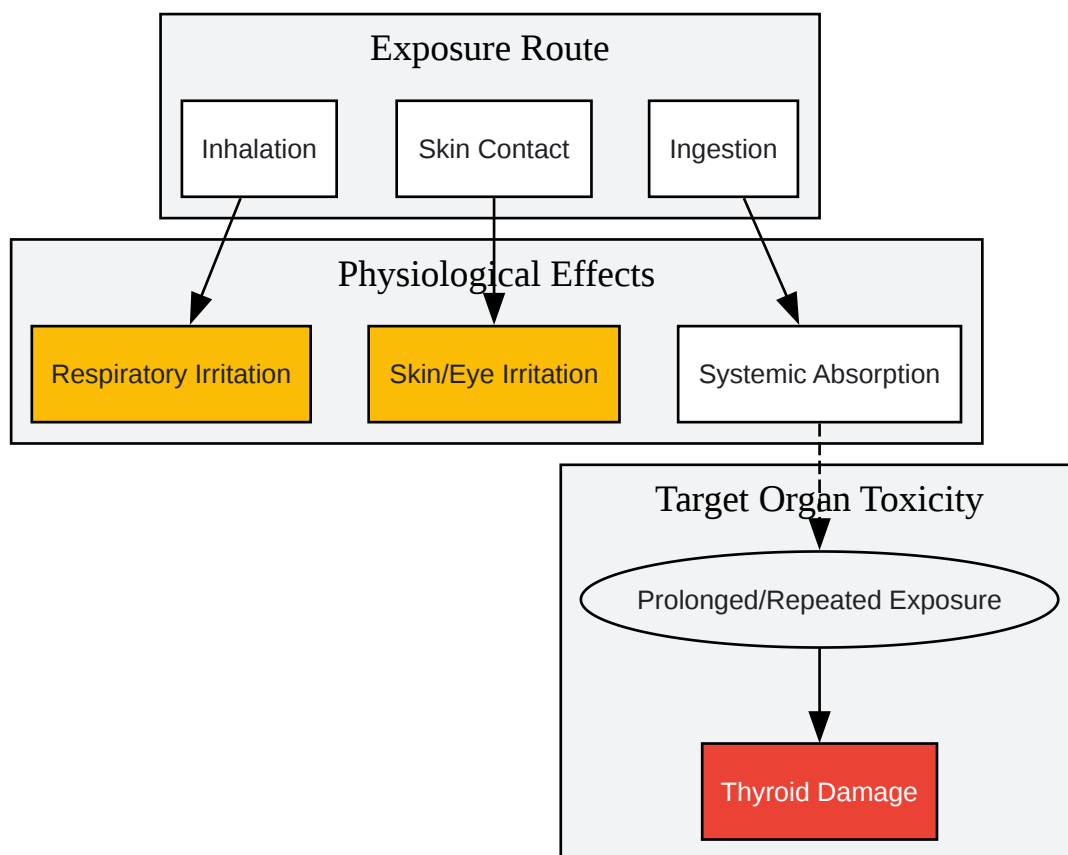 Exposure Route
Inhalation
Skin Contact
Ingestion
Physiological Effects
Respiratory Irritation
Skin/Eye Irritation
Systemic Absorption
Target Organ Toxicity
Prolonged/Repeated Exposure
Thyroid Damage